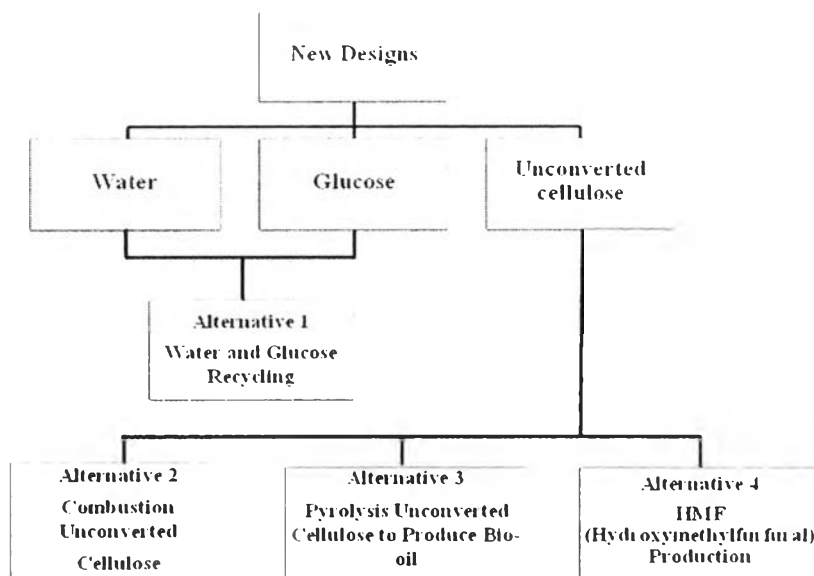 New Designs
Water
Glucose
Unconverted
cellulose
Alternative 1
Water and Glucose
Recycling
Alternative 2
Combustion
Unconverted
Cellulose
Alternative 3
Pyrolysis Unconverted
Cellulose to Produce Bio-
oil
Alternative 4
HMF
(Hydroxymethylfurfural)
Production